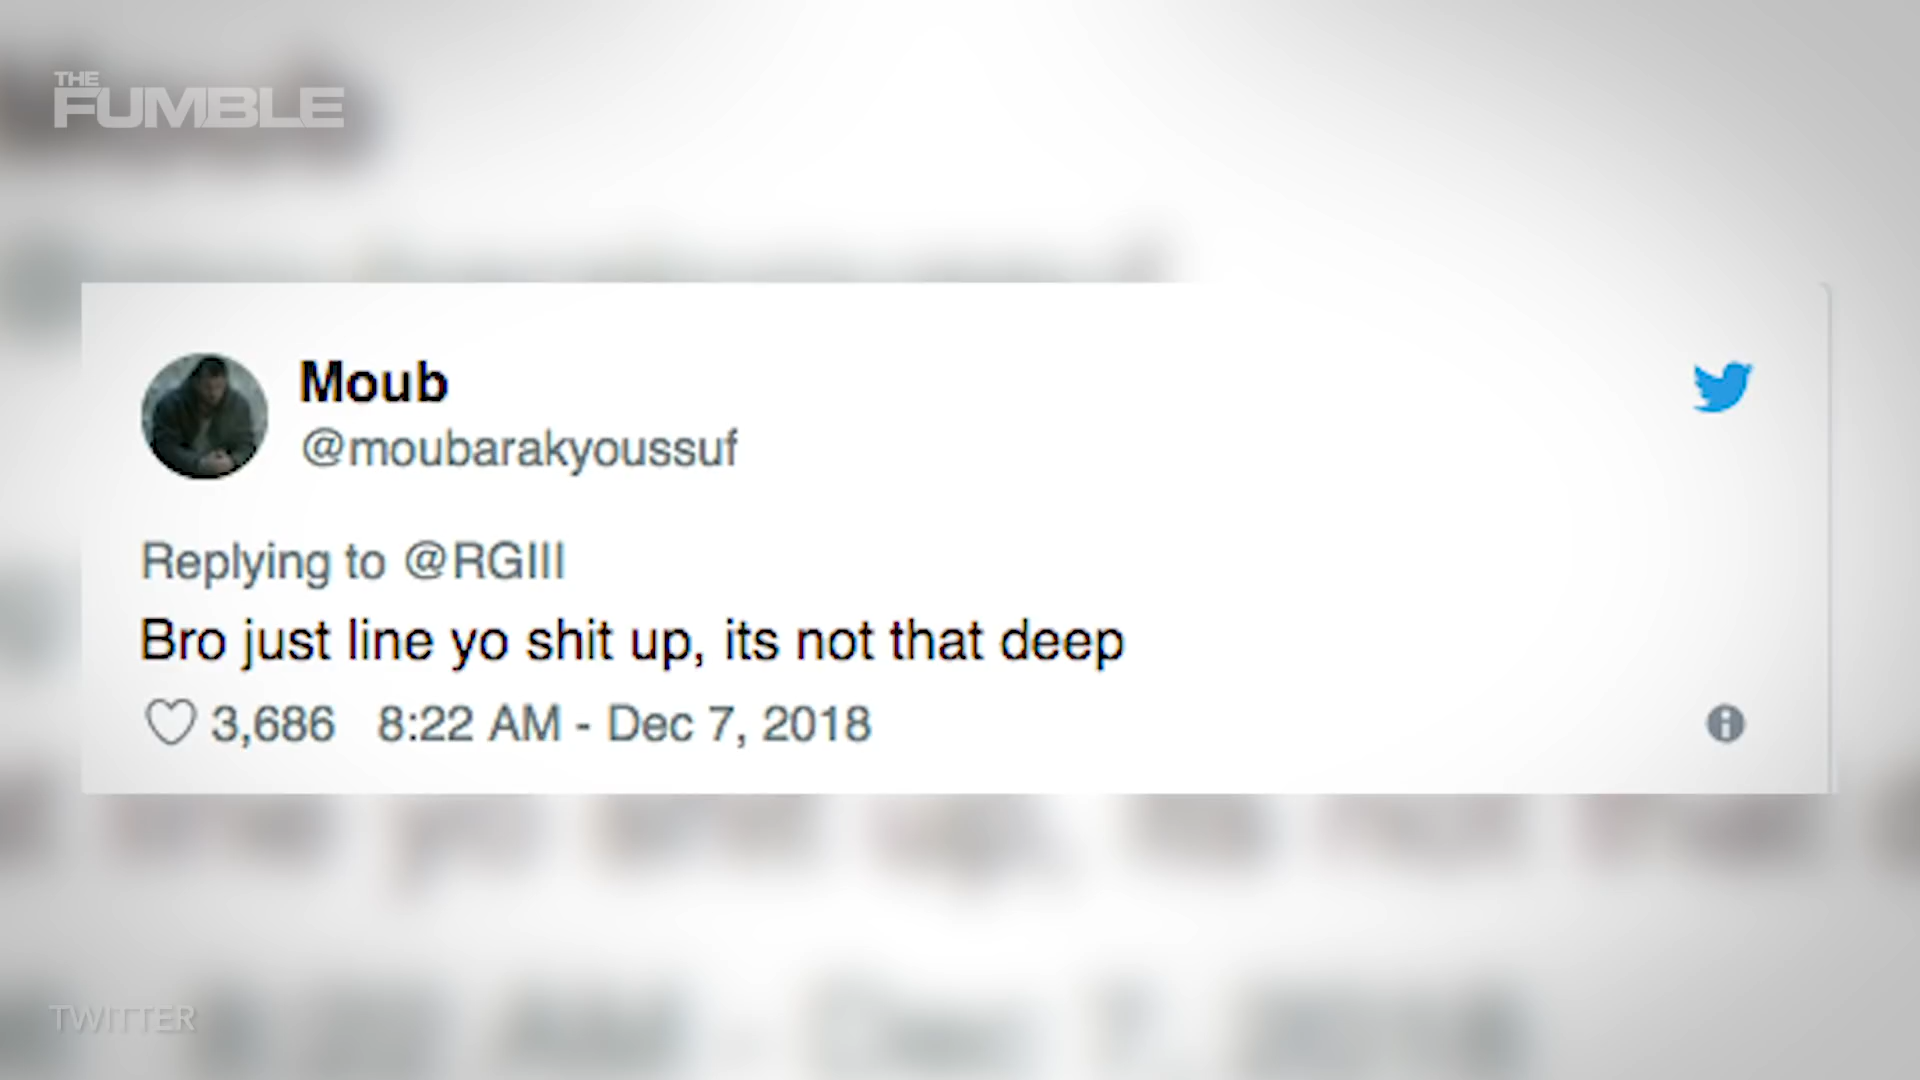 THE
FUMBLE
Moub
@moubarakyoussuf
Replying to @RGIII
Bro just line yo shit up, its not that deep
3,686 8:22 AM - Dec 7, 2018
TWITTER